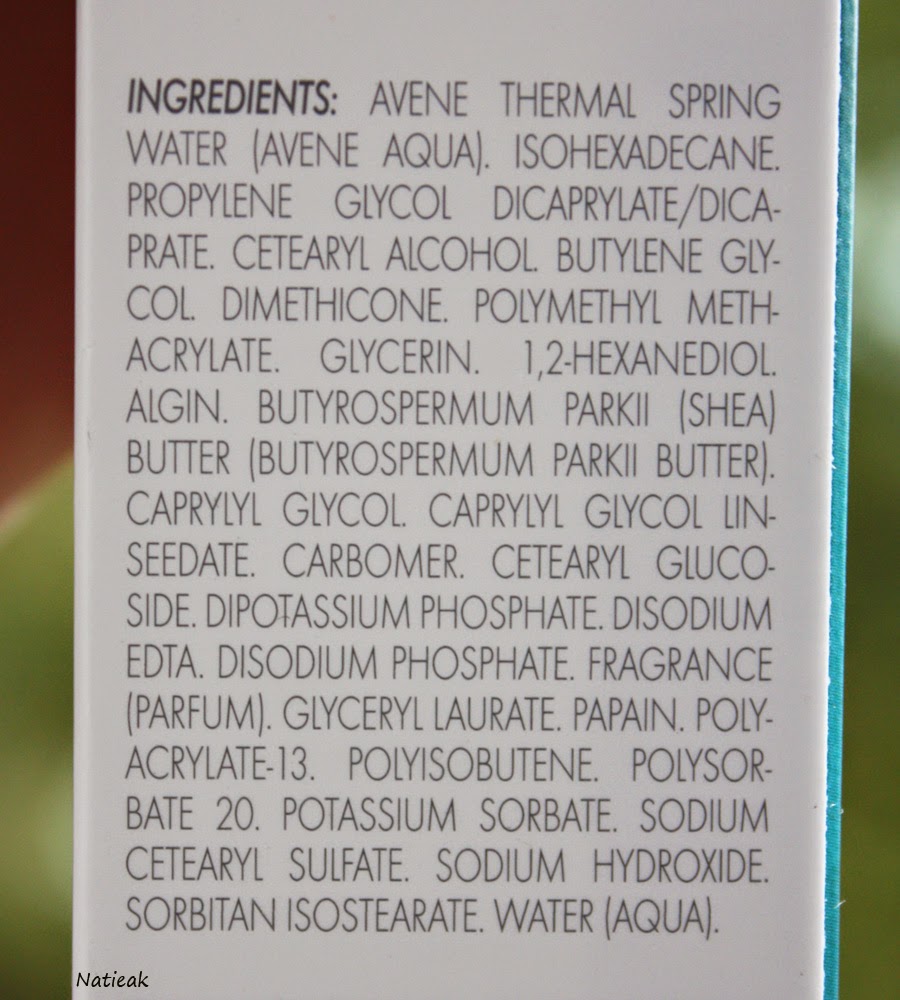 INGREDIENTS: AVENE THERMAL SPRING
WATER (AVENE AQUA). ISOHEXADECANE.
PROPYLENE GLYCOL DICAPRYLATE/DICA-
PRATE. CETEARYL ALCOHOL. BUTYLENE GLY-
COL. DIMETHICONE. POLYMETHYL METH-
ACRYLATE. GLYCERIN. 1,2-HEXANEDIOL.
ALGIN. BUTYROSPERMUM PARKII (SHEA)
BUTTER (BUTYROSPERMUM PARKII BUTTER).
CAPRYLYL GLYCOL. CAPRYLYL GLYCOL LIN-
SEEDATE. CARBOMER. CETEARYL GLUCO-
SIDE. DIPOTASSIUM PHOSPHATE. DISODIUM
EDTA. DISODIUM PHOSPHATE. FRAGRANCE
(PARFUM). GLYCERYL LAURATE. PAPAIN. POLY-
ACRYLATE-13. POLYISOBUTENE. POLYSOR-
BATE 20. POTASSIUM SORBATE. SODIUM
CETEARYL SULFATE. SODIUM HYDROXIDE.
SORBITAN ISOSTEARATE. WATER (AQUA).
Natieak